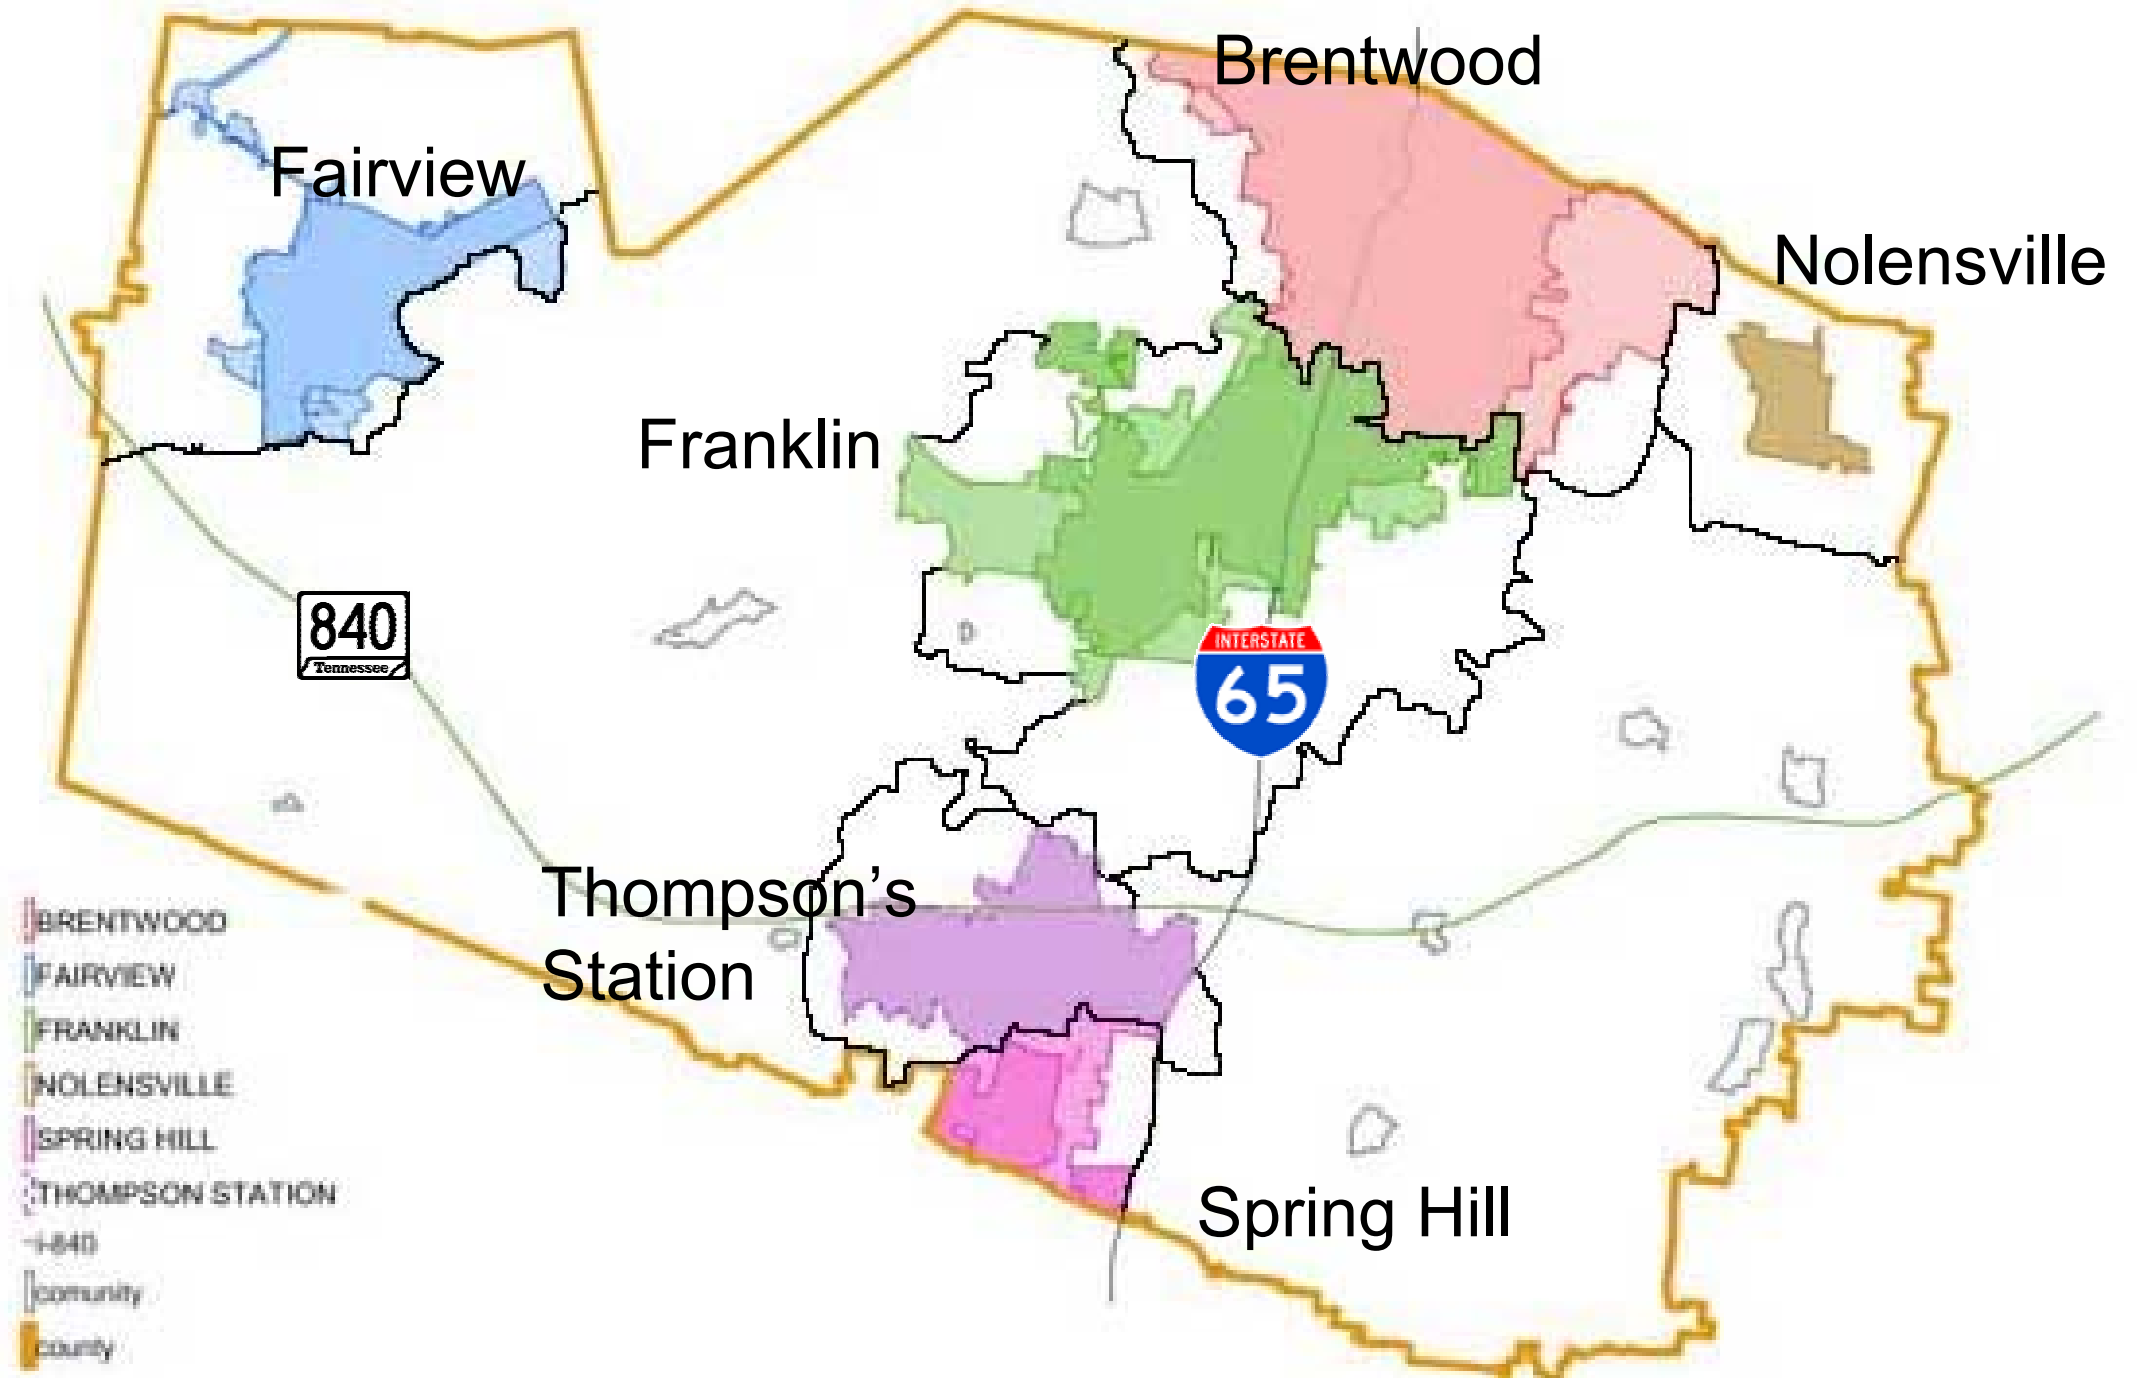 Brentwood
Fairview
Nolensville
Franklin
840
Tennessee
INTERSTATE
65
Thompson’s
Station
Spring Hill
BRENTWOOD
FAIRVIEW
FRANKLIN
NOLENSVILLE
SPRING HILL
THOMPSON STATION
I-840
comunity
county